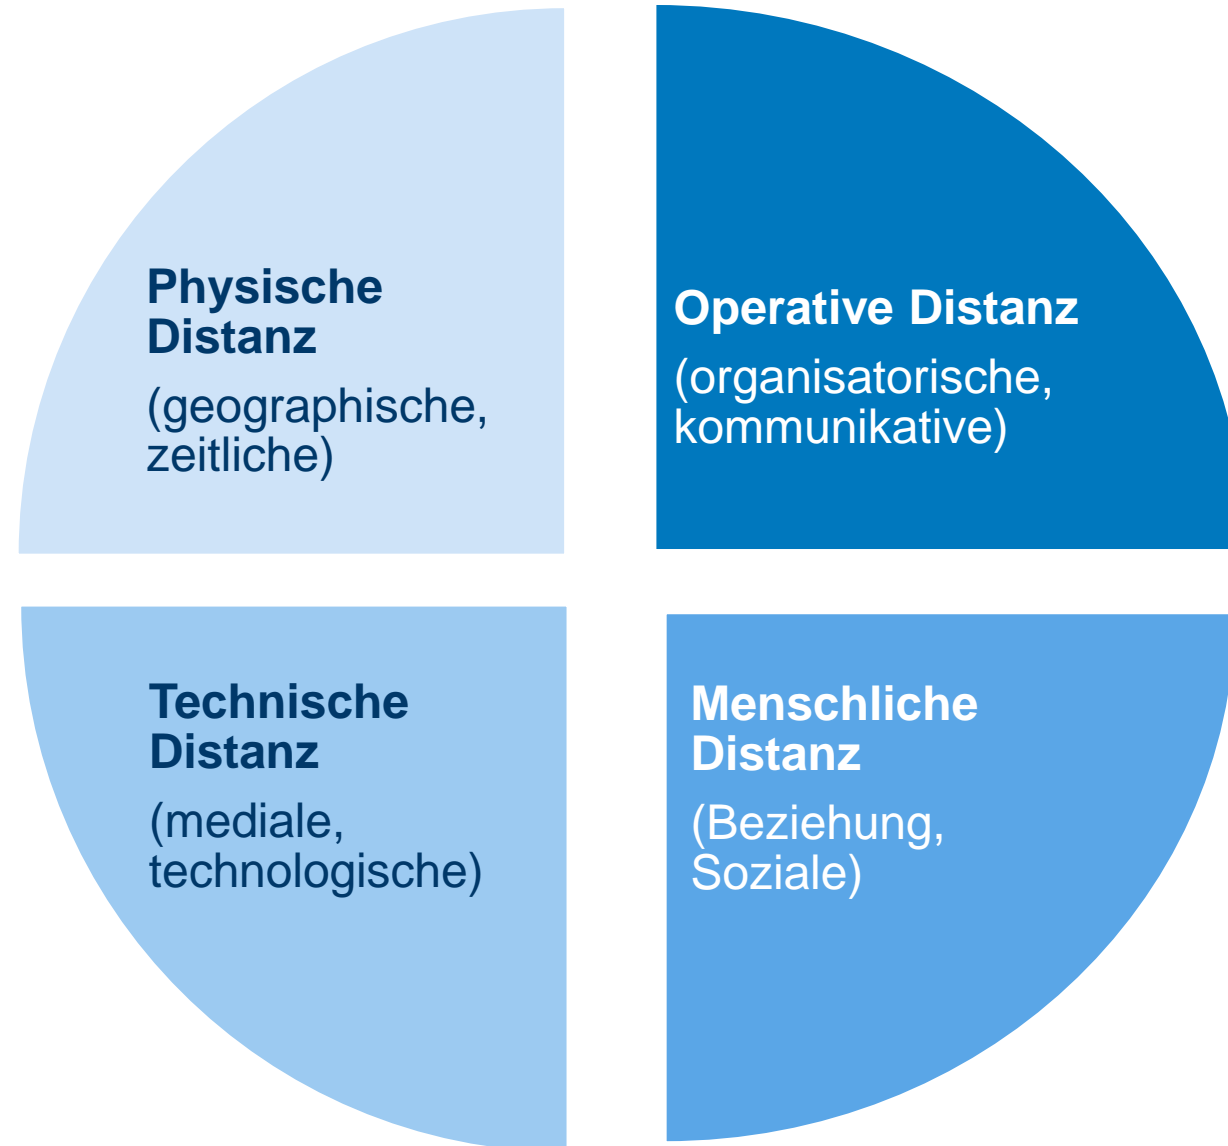 Physische
Distanz
(geographische,
zeitliche)
Operative Distanz
(organisatorische,
kommunikative)
Technische
Distanz
(mediale,
technologische)
Menschliche
Distanz
(Beziehung,
Soziale)